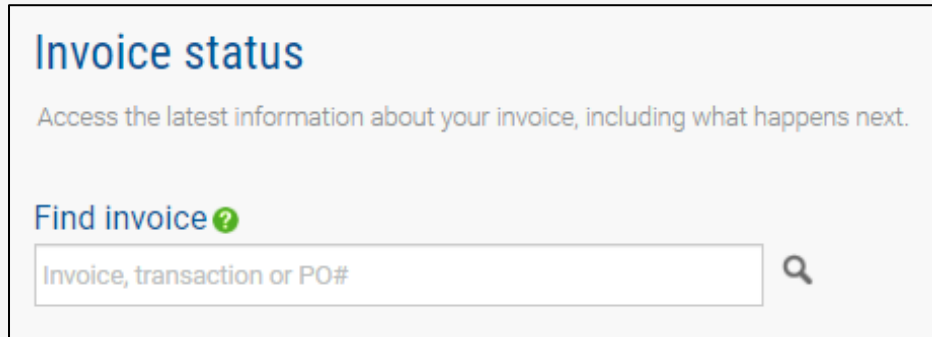 Invoice status
Access the latest information about your invoice, including what happens next.
Find invoice ?
Invoice, transaction or PO#